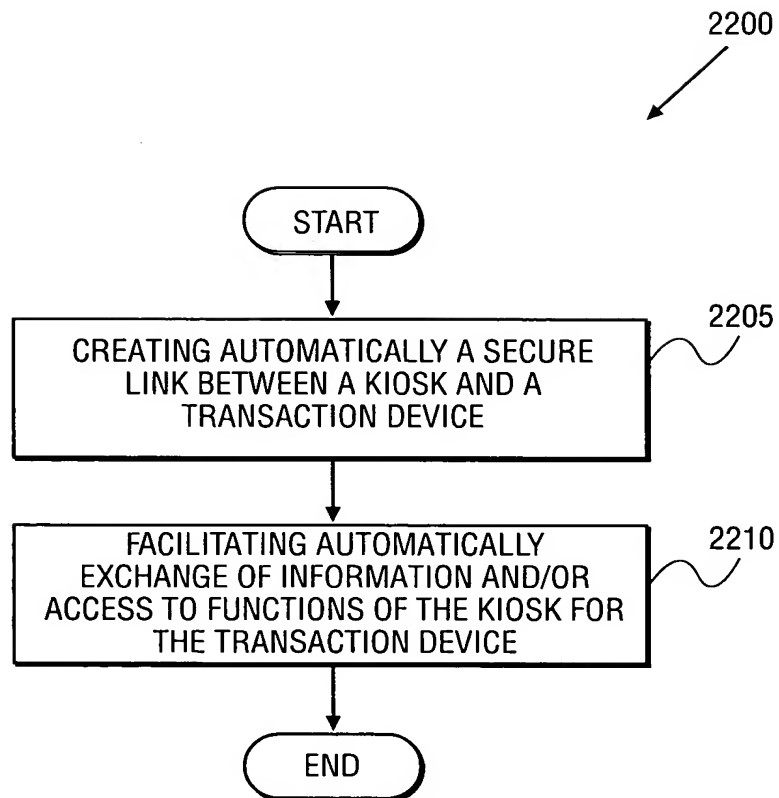 2200
START
2205
CREATING AUTOMATICALLY A SECURE
LINK BETWEEN A KIOSK AND A
TRANSACTION DEVICE
2210
FACILITATING AUTOMATICALLY
EXCHANGE OF INFORMATION AND/OR
ACCESS TO FUNCTIONS OF THE KIOSK FOR
THE TRANSACTION DEVICE
END